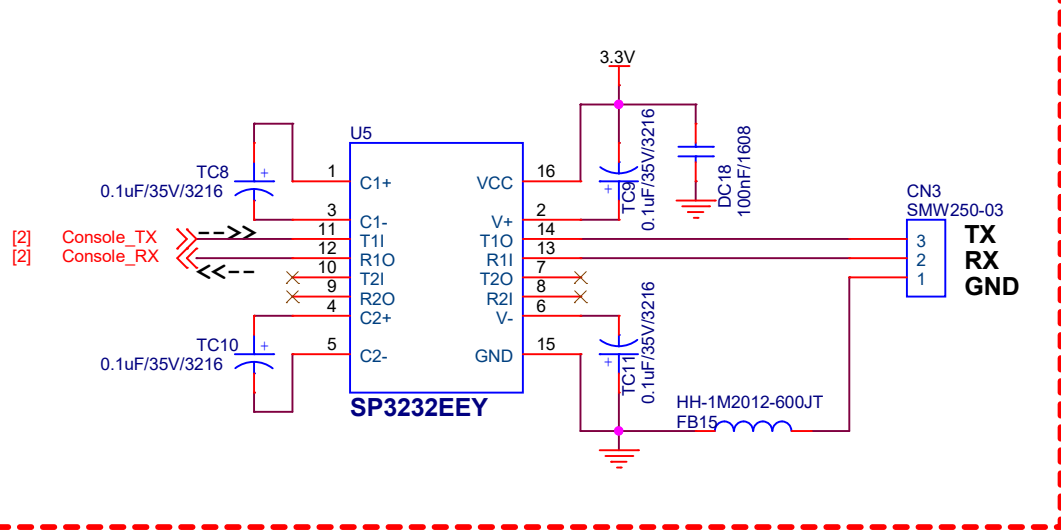 3.3V
U5
TC8
0.1uF/35V/3216
1
C1+
3
C1-
[2] Console_TX
11
T1I
[2] Console_RX
12
R1O
10
T2I
9
R2O
4
C2+
5
C2-
TC10
0.1uF/35V/3216
VCC
16
V+
2
T1O
14
R1I
13
T2O
7
R2I
8
V-
6
GND
15
SP3232EEY
TC9
0.1uF/35V/3216
DC18
100nF/1608
TC11
0.1uF/35V/3216
CN3
SMW250-03
3 TX
2 RX
1 GND
HH-1M2012-600JT
FB15
+
+
+
+